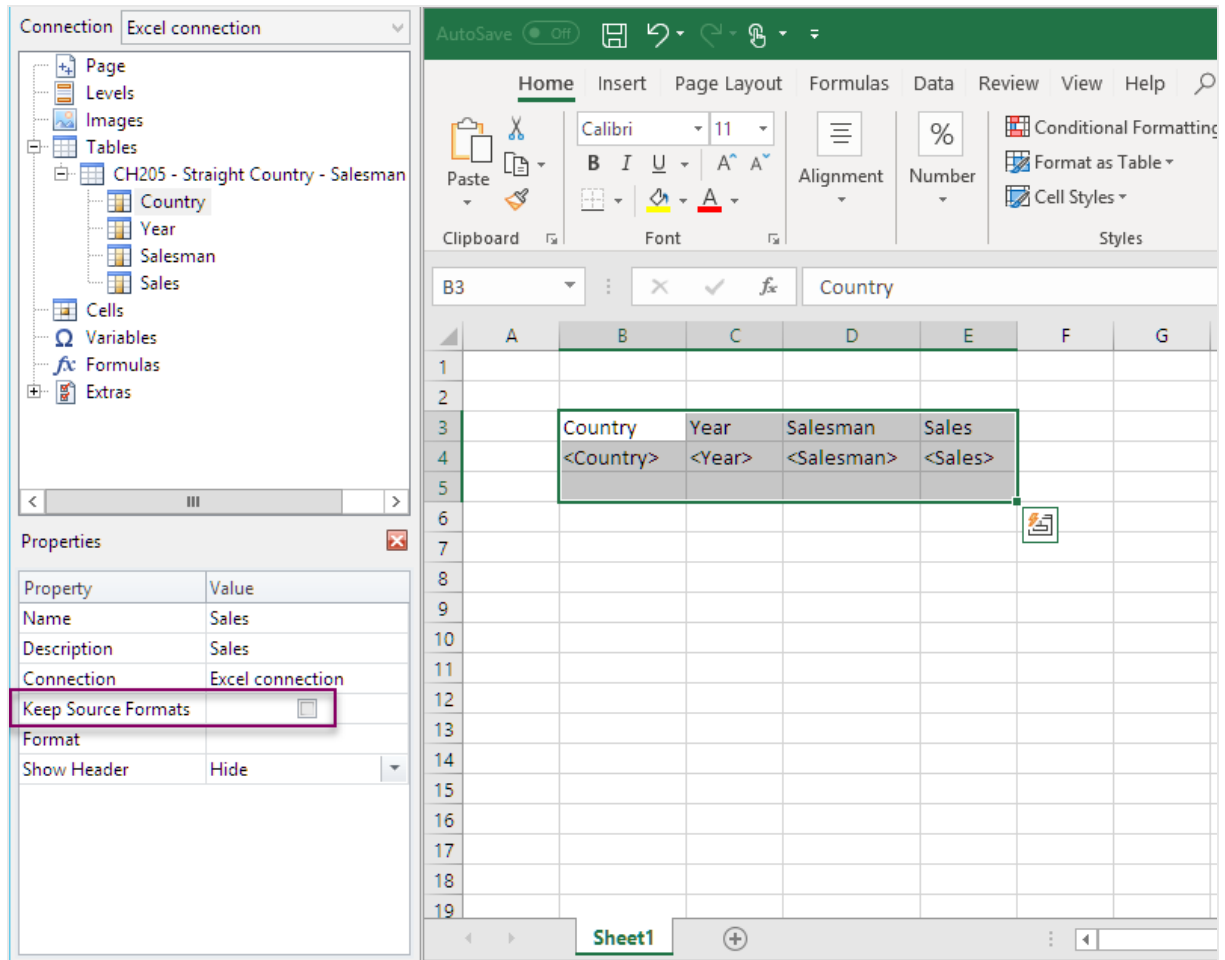 Connection Excel connection
Page
Levels
Images
Tables
CH205 - Straight Country - Salesman
Country
Year
Salesman
Sales
Cells
Variables
Formulas
Extras
Properties
Property Value
Name Sales
Description Sales
Connection Excel connection
Keep Source Formats
Format
Show Header Hide
AutoSave Off
Home Insert Page Layout Formulas Data Review View Help
Calibri 11
Conditional Formatting
B I U A A
Format as Table
Paste
Alignment Number
A
Cell Styles
Clipboard Font Styles
B3 fx Country
A B C D E F G
1
2
3 Country Year Salesman Sales
4 <Country> <Year> <Salesman> <Sales>
5
6
7
8
9
10
11
12
13
14
15
16
17
18
19
Sheet1